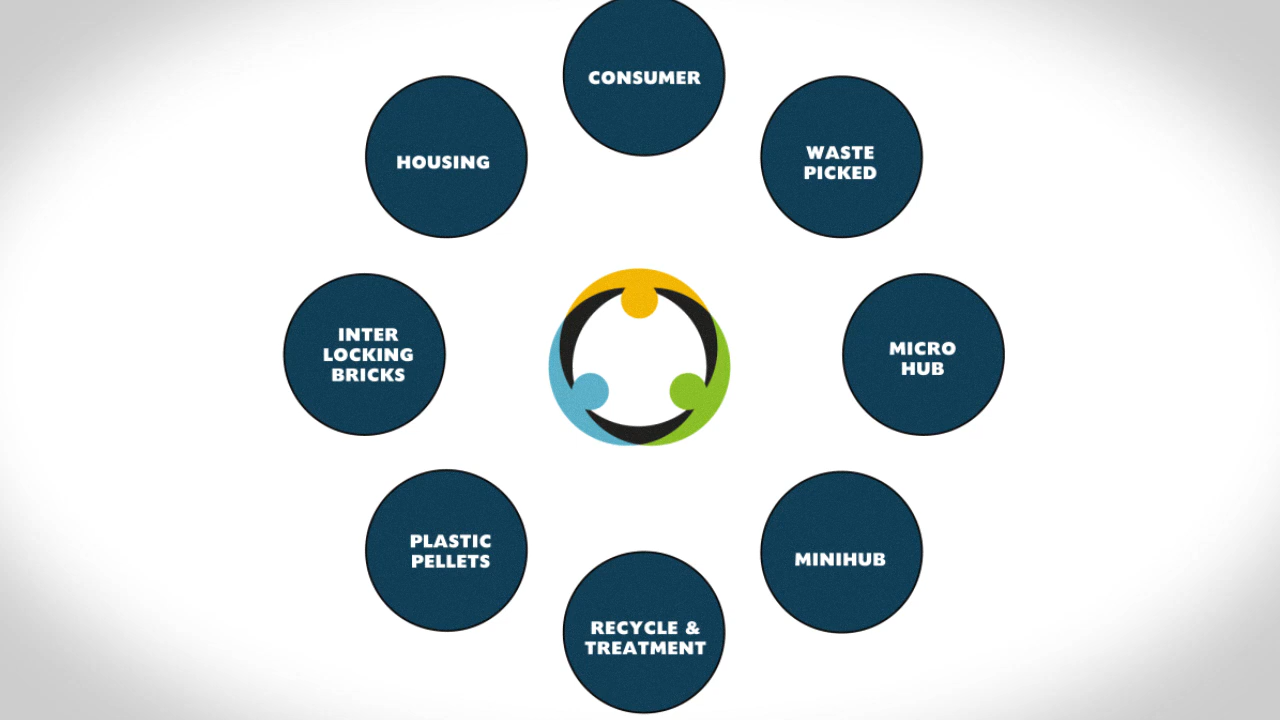 CONSUMER
HOUSING
WASTE
PICKED
INTER
LOCKING
BRICKS
MICRO
HUB
PLASTIC
PELLETS
MINIHUB
RECYCLE &
TREATMENT